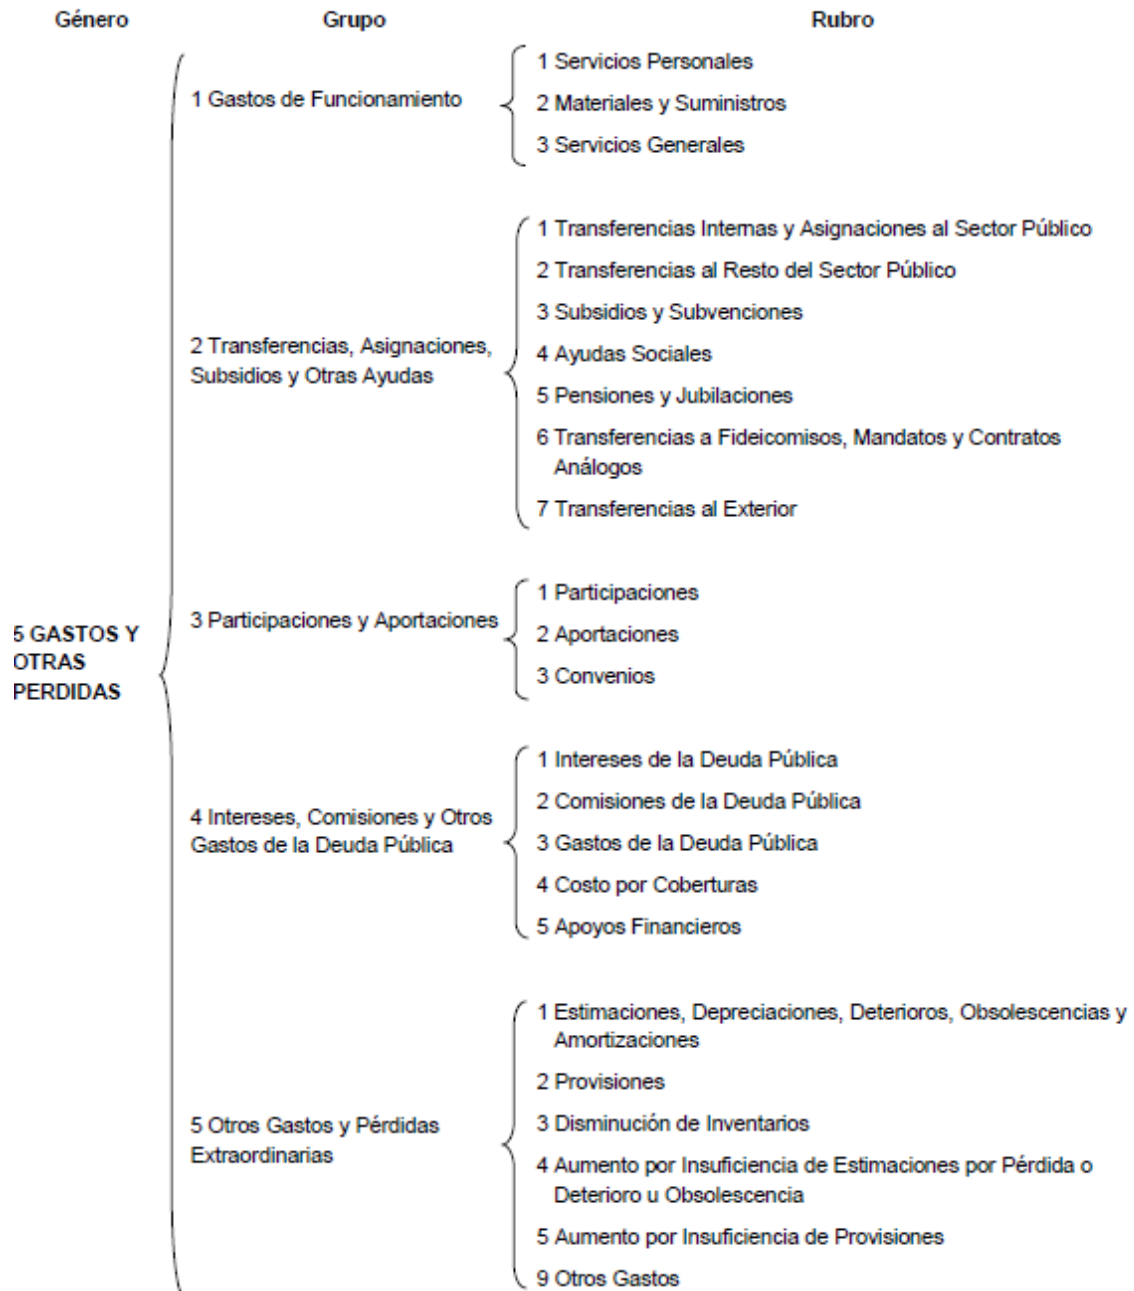 Género Grupo Rubro
1 Gastos de Funcionamiento
1 Servicios Personales
2 Materiales y Suministros
3 Servicios Generales
2 Transferencias, Asignaciones,
Subsidios y Otras Ayudas
1 Transferencias Internas y Asignaciones al Sector Público
2 Transferencias al Resto del Sector Público
3 Subsidios y Subvenciones
4 Ayudas Sociales
5 Pensiones y Jubilaciones
6 Transferencias a Fideicomisos, Mandatos y Contratos
Análogos
7 Transferencias al Exterior
5 GASTOS Y
OTRAS
PERDIDAS
3 Participaciones y Aportaciones
1 Participaciones
2 Aportaciones
3 Convenios
4 Intereses, Comisiones y Otros
Gastos de la Deuda Pública
1 Intereses de la Deuda Pública
2 Comisiones de la Deuda Pública
3 Gastos de la Deuda Pública
4 Costo por Coberturas
5 Apoyos Financieros
5 Otros Gastos y Pérdidas
Extraordinarias
1 Estimaciones, Depreciaciones, Deterioros, Obsolescencias y
Amortizaciones
2 Provisiones
3 Disminución de Inventarios
4 Aumento por Insuficiencia de Estimaciones por Pérdida o
Deterioro u Obsolescencia
5 Aumento por Insuficiencia de Provisiones
9 Otros Gastos